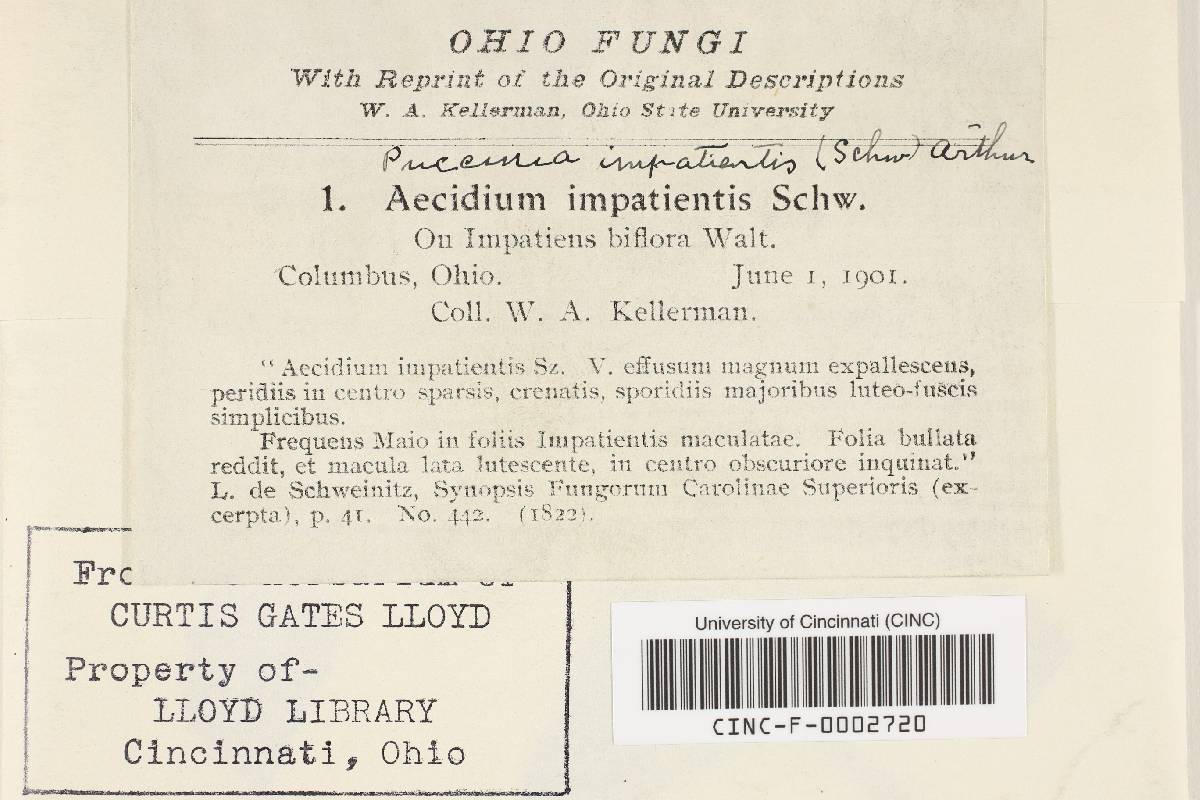 OHIO FUNGI
With Reprint of the Original Descriptions
W. A. Kellerman, Ohio State University
Puccinia impatientis (Schw) Arthur
1. Aecidium impatientis Schw.
On Impatiens biflora Walt.
Columbus, Ohio. June 1, 1901.
Coll. W. A. Kellerman.
“Aecidium impatientis Sz. V. effusum magnum expallescens,
peridiis in centro sparsis, crenatis, sporidiis majoribus luteo-fuscis
simplicibus.
Frequens Maio in foliis Impatientis maculatae. Folia bullata
reddit, et macula lata lutescente, in centro obscuriore inquinat.”
L. de Schweinitz, Synopsis Fungorum Carolinae Superioris (ex-
cerpta), p. 41. No. 442. (1822).
CURTIS GATES LLOYD
Property of-
LLOYD LIBRARY
Cincinnati, Ohio
University of Cincinnati (CINC)
CINC-F-0002720